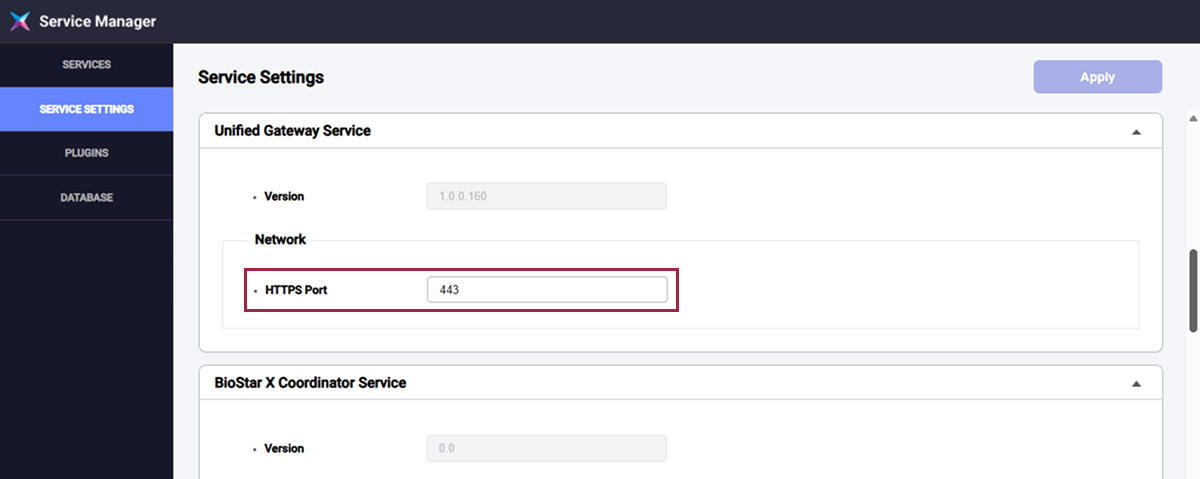 Service Manager
SERVICES
SERVICE SETTINGS
PLUGINS
DATABASE
Service Settings
Apply
Unified Gateway Service
Version
1.0.0.160
Network
HTTPS Port
443
BioStar X Coordinator Service
Version
0.0